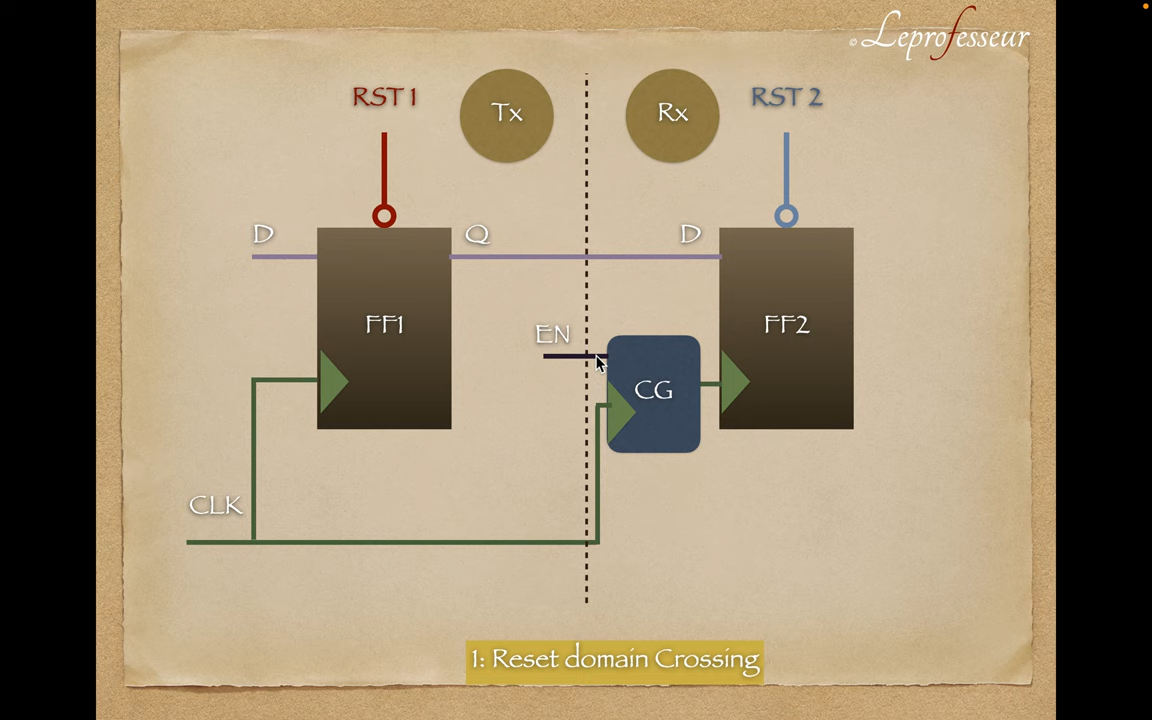 © Leprofesseur
RST 1
Tx
Rx
RST 2
D
Q
D
FF1
EN
FF2
CG
CLK
1: Reset domain Crossing